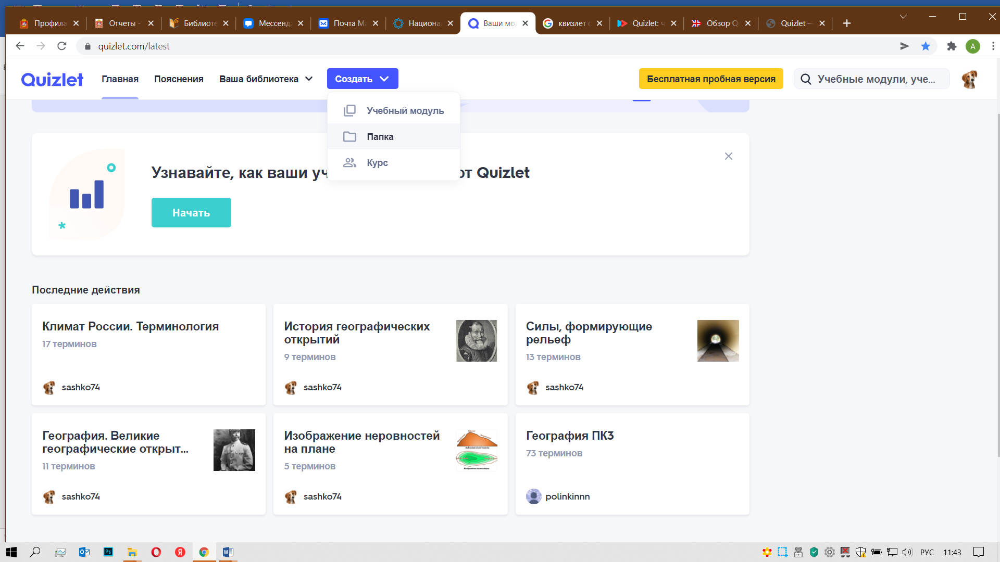 Профила
Отчеты -
Библиоте
Мессенд
Почта Ма
Национа
Ваши мо
квизлет с
Quizlet: ч
Обзор Q
Quizlet —
quizlet.com/latest
A
Quizlet
Главная
Пояснения
Ваша библиотека
Создать
Бесплатная пробная версия
Учебные модули, уче...
Учебный модуль
Папка
Курс
Узнавайте, как ваши уч
от Quizlet
Начать
Последние действия
Климат России. Терминология
17 терминов
sashko74
История географических
открытий
9 терминов
sashko74
Силы, формирующие
рельеф
13 терминов
sashko74
География. Великие
географические открыт...
11 терминов
sashko74
Изображение неровностей
на плане
5 терминов
sashko74
География ПК3
73 терминов
polinkinnn
РУС
11:43